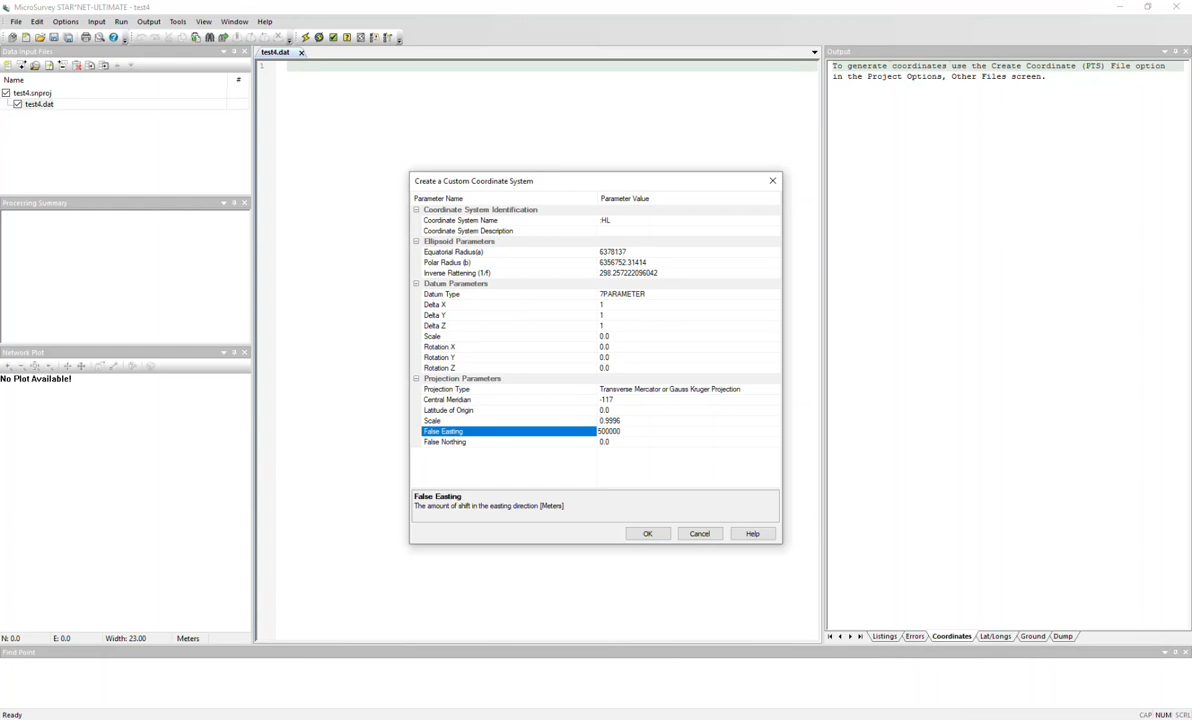 MicroSurvey STAR*NET-ULTIMATE - test4
File Edit Options Input Run Output Tools View Window Help
Data Input Files
test4.dat
Output
Name #
test4.snproj
test4.dat
1
To generate coordinates use the Create Coordinate (PTS) File option
in the Project Options, Other Files screen.
Processing Summary
Network Plot
No Plot Available!
Create a Custom Coordinate System
Parameter Name Parameter Value
Coordinate System Identification
Coordinate System Name :HL
Coordinate System Description
Ellipsoid Parameters
Equatorial Radius(a) 6378137
Polar Radius (b) 6356752.31414
Inverse Flattening (1/f) 298.257222096042
Datum Parameters
Datum Type 7PARAMETER
Delta X 1
Delta Y 1
Delta Z 1
Scale 0.0
Rotation X 0.0
Rotation Y 0.0
Rotation Z 0.0
Projection Parameters
Projection Type Transverse Mercator or Gauss Kruger Projection
Central Meridian -117
Latitude of Origin 0.0
Scale 0.9996
False Easting 500000
False Northing 0.0
False Easting
The amount of shift in the easting direction [Meters]
OK Cancel Help
N: 0.0 E: 0.0 Width: 23.00 Meters
Listings Errors Coordinates Lat/Longs Ground Dump
Find Point
Ready
CAP NUM SCRL